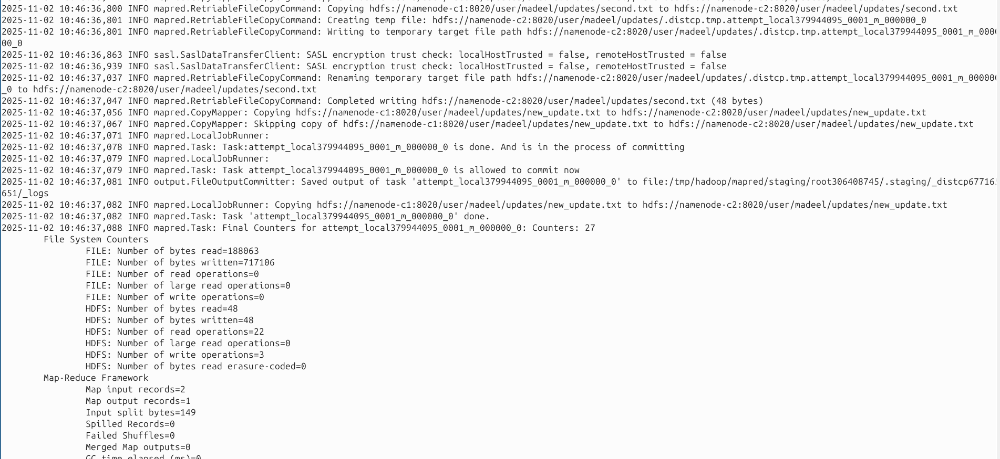 2025-11-02 10:46:36,800 INFO mapred.RetriableFileCopyCommand: Copying hdfs://namenode-c1:8020/user/madeel/updates/second.txt to hdfs://namenode-c2:8020/user/madeel/updates/second.txt
2025-11-02 10:46:36,801 INFO mapred.RetriableFileCopyCommand: Creating temp file: hdfs://namenode-c2:8020/user/madeel/updates/.distcp.tmp.attempt_local379944095_0001_m_000000_0
2025-11-02 10:46:36,801 INFO mapred.RetriableFileCopyCommand: Writing to temporary target file path hdfs://namenode-c2:8020/user/madeel/updates/.distcp.tmp.attempt_local379944095_0001_m_0000
00_0
2025-11-02 10:46:36,863 INFO sasl.SaslDataTransferClient: SASL encryption trust check: localHostTrusted = false, remoteHostTrusted = false
2025-11-02 10:46:36,939 INFO sasl.SaslDataTransferClient: SASL encryption trust check: localHostTrusted = false, remoteHostTrusted = false
2025-11-02 10:46:37,037 INFO mapred.RetriableFileCopyCommand: Renaming temporary target file path hdfs://namenode-c2:8020/user/madeel/updates/.distcp.tmp.attempt_local379944095_0001_m_000000
_0 to hdfs://namenode-c2:8020/user/madeel/updates/second.txt
2025-11-02 10:46:37,047 INFO mapred.RetriableFileCopyCommand: Completed writing hdfs://namenode-c2:8020/user/madeel/updates/second.txt (48 bytes)
2025-11-02 10:46:37,056 INFO mapred.CopyMapper: Copying hdfs://namenode-c1:8020/user/madeel/updates/new_update.txt to hdfs://namenode-c2:8020/user/madeel/updates/new_update.txt
2025-11-02 10:46:37,067 INFO mapred.CopyMapper: Skipping copy of hdfs://namenode-c1:8020/user/madeel/updates/new_update.txt to hdfs://namenode-c2:8020/user/madeel/updates/new_update.txt
2025-11-02 10:46:37,071 INFO mapred.LocalJobRunner:
2025-11-02 10:46:37,078 INFO mapred.Task: Task:attempt_local379944095_0001_m_000000_0 is done. And is in the process of committing
2025-11-02 10:46:37,079 INFO mapred.LocalJobRunner:
2025-11-02 10:46:37,079 INFO mapred.Task: Task attempt_local379944095_0001_m_000000_0 is allowed to commit now
2025-11-02 10:46:37,081 INFO output.FileOutputCommitter: Saved output of task 'attempt_local379944095_0001_m_000000_0' to file:/tmp/hadoop/mapred/staging/root306408745/.staging/_distcp67716
651/_logs
2025-11-02 10:46:37,082 INFO mapred.LocalJobRunner: Copying hdfs://namenode-c1:8020/user/madeel/updates/new_update.txt to hdfs://namenode-c2:8020/user/madeel/updates/new_update.txt
2025-11-02 10:46:37,082 INFO mapred.Task: Task 'attempt_local379944095_0001_m_000000_0' done.
2025-11-02 10:46:37,088 INFO mapred.Task: Final Counters for attempt_local379944095_0001_m_000000_0: Counters: 27
File System Counters
FILE: Number of bytes read=188063
FILE: Number of bytes written=717106
FILE: Number of read operations=0
FILE: Number of large read operations=0
FILE: Number of write operations=0
HDFS: Number of bytes read=48
HDFS: Number of bytes written=48
HDFS: Number of read operations=22
HDFS: Number of large read operations=0
HDFS: Number of write operations=3
HDFS: Number of bytes read erasure-coded=0
Map-Reduce Framework
Map input records=2
Map output records=1
Input split bytes=149
Spilled Records=0
Failed Shuffles=0
Merged Map outputs=0
GC time elapsed (ms)=0